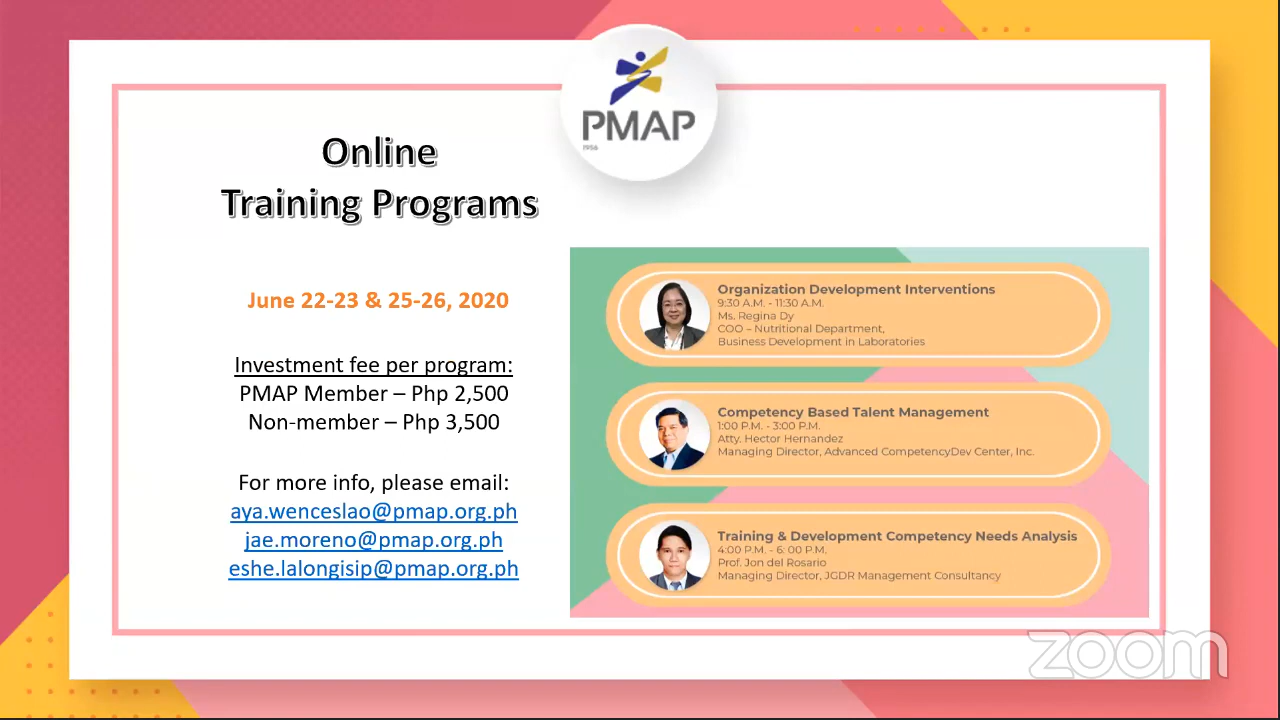 PMAP
1956
Online
Training Programs
June 22-23 & 25-26, 2020
Investment fee per program:
PMAP Member – Php 2,500
Non-member – Php 3,500
For more info, please email:
aya.wenceslao@pmap.org.ph
jae.moreno@pmap.org.ph
eshe.lalongisip@pmap.org.ph
Organization Development Interventions
9:30 A.M. - 11:30 A.M.
Ms. Regina Dy
COO – Nutritional Department,
Business Development in Laboratories
Competency Based Talent Management
1:00 P.M. - 3:00 P.M.
Atty. Hector Hernandez
Managing Director, Advanced CompetencyDev Center, Inc.
Training & Development Competency Needs Analysis
4:00 P.M. - 6: 00 P.M.
Prof. Jon del Rosario
Managing Director, JGDR Management Consultancy
zoom